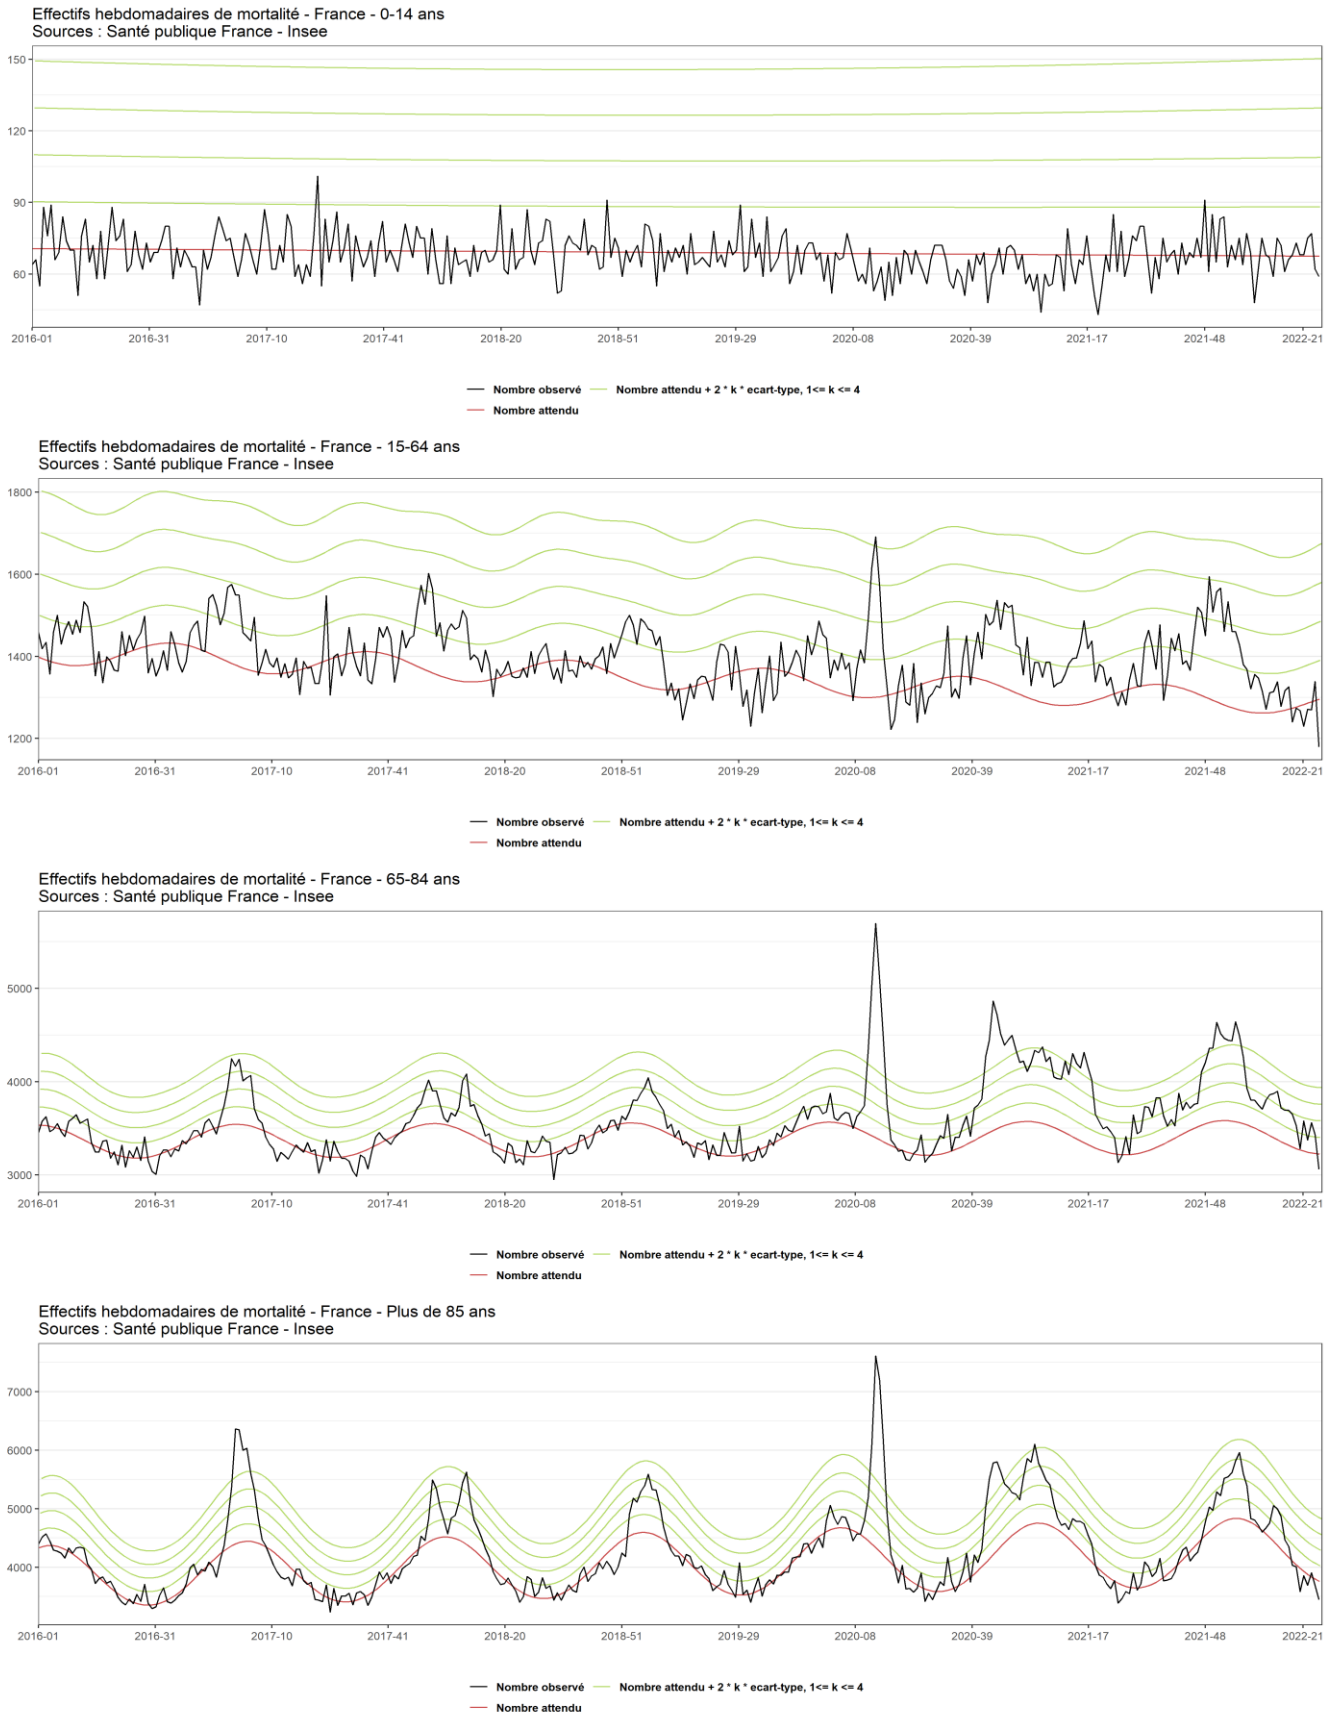 Effectifs hebdomadaires de mortalité - France - 0-14 ans
Sources : Santé publique France - Insee
150
120
90
60
2016-01 2016-31 2017-10 2017-41 2018-20 2018-51 2019-29 2020-08 2020-39 2021-17 2021-48 2022-21
Nombre observé Nombre attendu + 2 * k * ecart-type, 1<= k <= 4
Nombre attendu
Effectifs hebdomadaires de mortalité - France - 15-64 ans
Sources : Santé publique France - Insee
1800
1600
1400
1200
2016-01 2016-31 2017-10 2017-41 2018-20 2018-51 2019-29 2020-08 2020-39 2021-17 2021-48 2022-21
Nombre observé Nombre attendu + 2 * k * ecart-type, 1<= k <= 4
Nombre attendu
Effectifs hebdomadaires de mortalité - France - 65-84 ans
Sources : Santé publique France - Insee
5000
4000
3000
2016-01 2016-31 2017-10 2017-41 2018-20 2018-51 2019-29 2020-08 2020-39 2021-17 2021-48 2022-21
Nombre observé Nombre attendu + 2 * k * ecart-type, 1<= k <= 4
Nombre attendu
Effectifs hebdomadaires de mortalité - France - Plus de 85 ans
Sources : Santé publique France - Insee
7000
6000
5000
4000
2016-01 2016-31 2017-10 2017-41 2018-20 2018-51 2019-29 2020-08 2020-39 2021-17 2021-48 2022-21
Nombre observé Nombre attendu + 2 * k * ecart-type, 1<= k <= 4
Nombre attendu